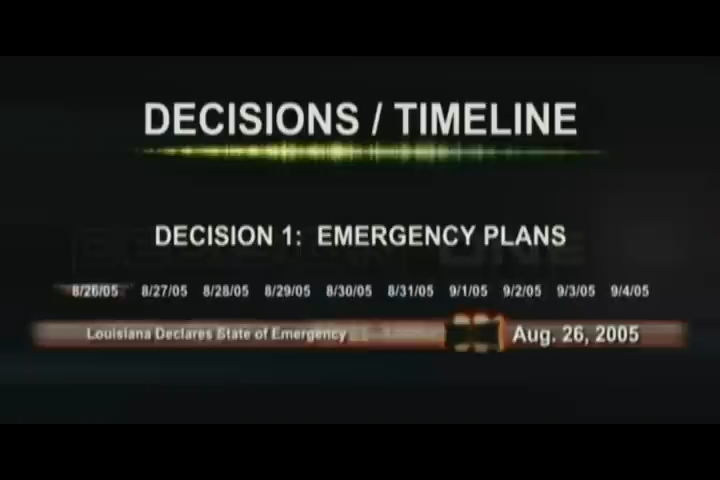 DECISIONS / TIMELINE
DECISION 1: EMERGENCY PLANS
8/26/05 8/27/05 8/28/05 8/29/05 8/30/05 8/31/05 9/1/05 9/2/05 9/3/05 9/4/05
Louisiana Declares State of Emergency Aug. 26, 2005